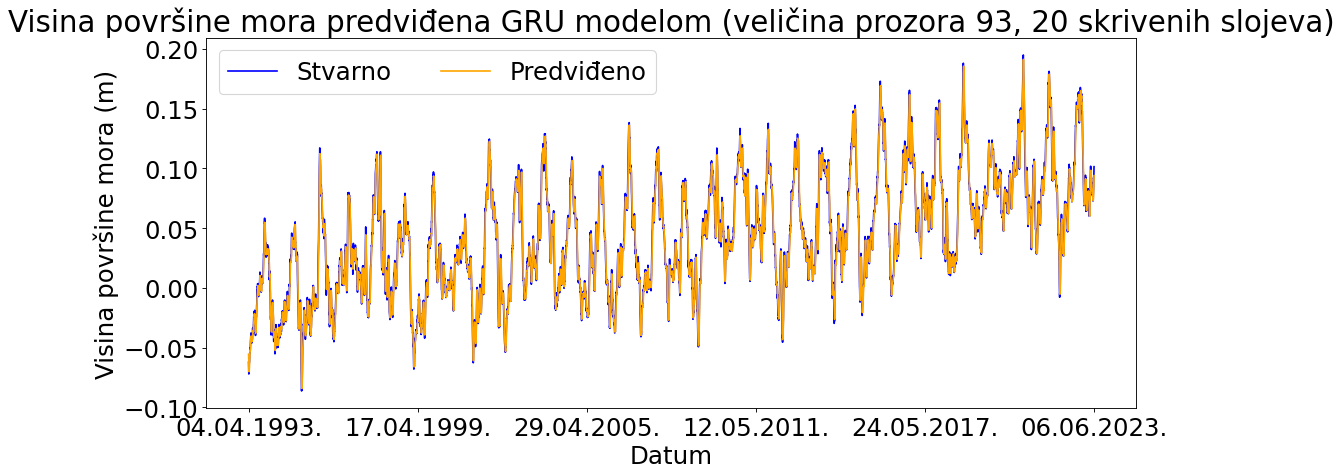 Visina površine mora predviđena GRU modelom (veličina prozora 93, 20 skrivenih slojeva)
Stvarno
Predviđeno
Visina površine mora (m)
0.20
0.15
0.10
0.05
0.00
−0.05
−0.10
04.04.1993.
17.04.1999.
29.04.2005.
12.05.2011.
24.05.2017.
06.06.2023.
Datum